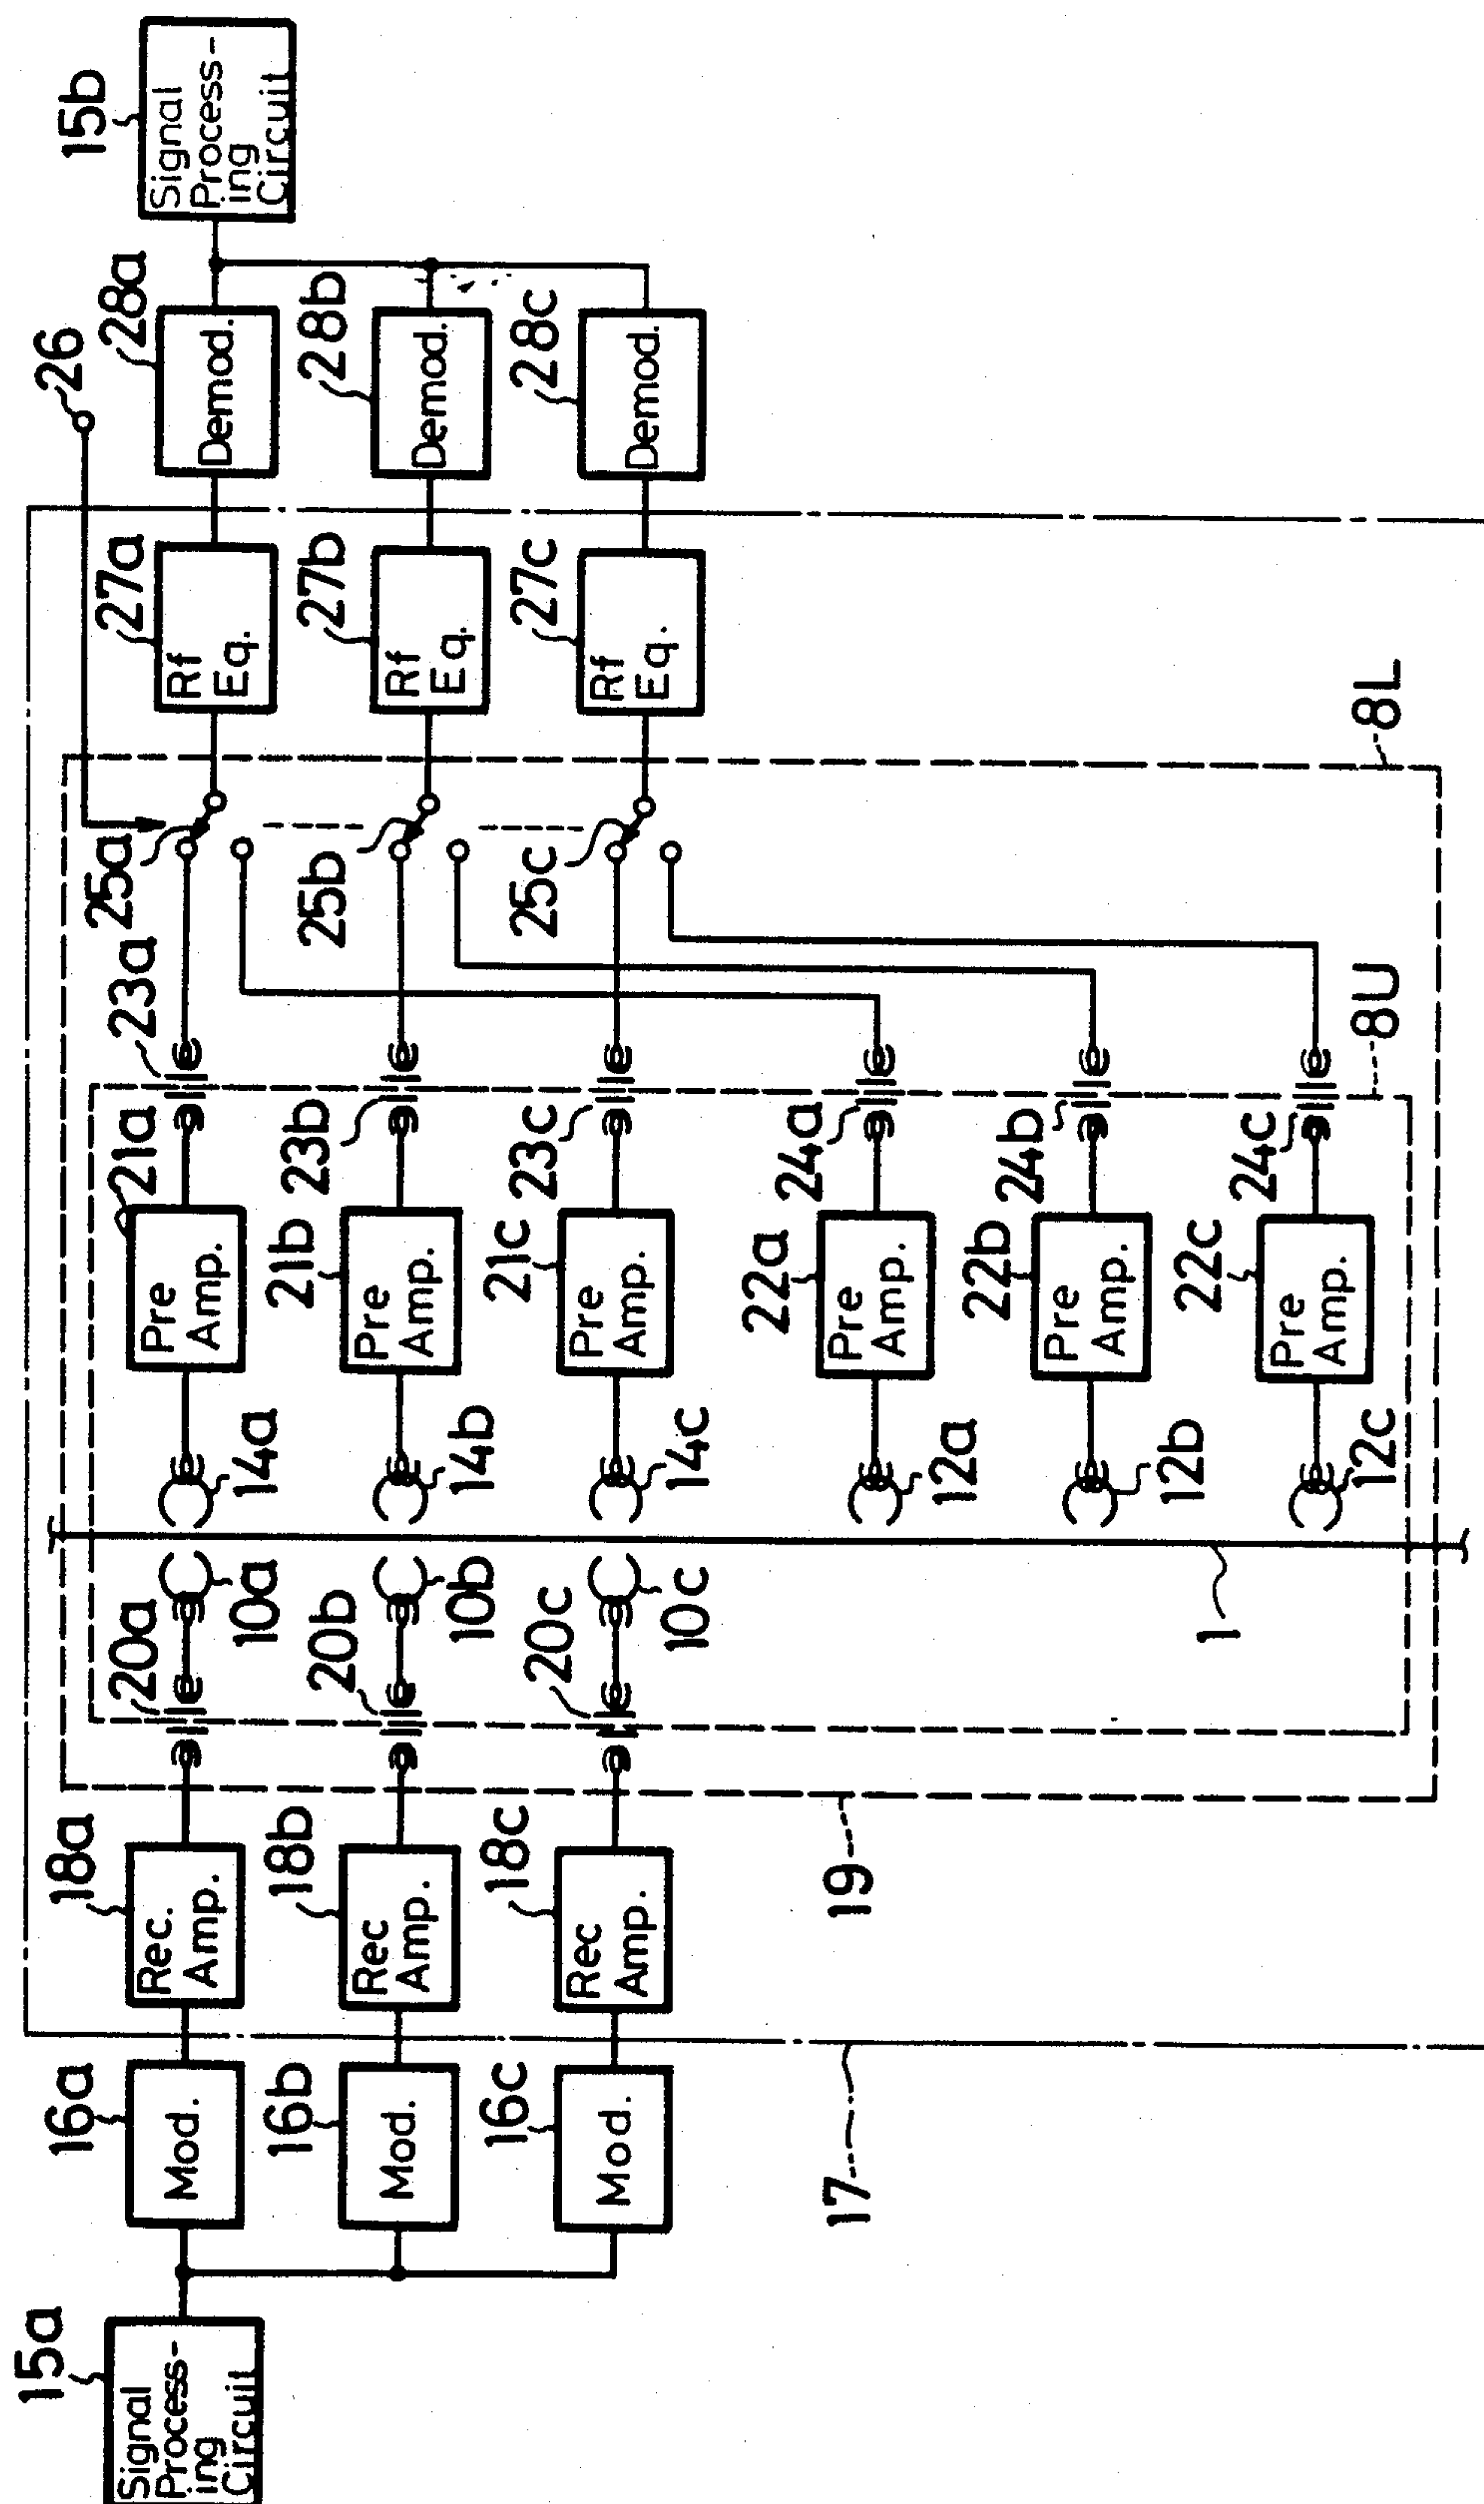 15a
Signal
Process-
ing
Circuit
16a
Mod.
16b
Mod.
16c
Mod.
17
18a
Rec.
Amp.
18b
Rec
Amp.
18c
Rec
Amp.
19
20a
20b
20c
10a
10b
10c
1
14a
14b
14c
12a
12b
12c
21a
Pre
Amp.
21b
Pre
Amp.
21c
Pre
Amp.
22a
Pre
Amp.
22b
Pre
Amp.
22c
Pre
Amp.
23a
23b
23c
24a
24b
24c
8U
25a
25b
25c
8L
26
27a
Rf
Eq.
27b
Rf
Eq.
27c
Rf
Eq.
28a
Demod.
28b
Demod.
28c
Demod.
15b
Signal
Process-
ing
Circuit